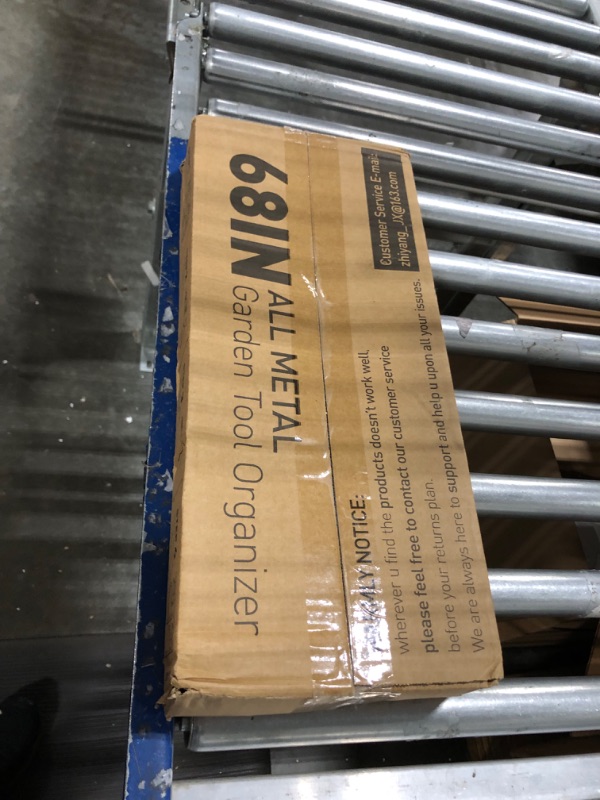 68IN
ALL METAL
Garden Tool Organizer
NOTICE:
wherever u find the products doesn't work well,
please feel free to contact our customer service
before your returns plan.
We are always here to support and help u upon all your issues.
Customer Service E-mail:
zhiyang_JX@163.com